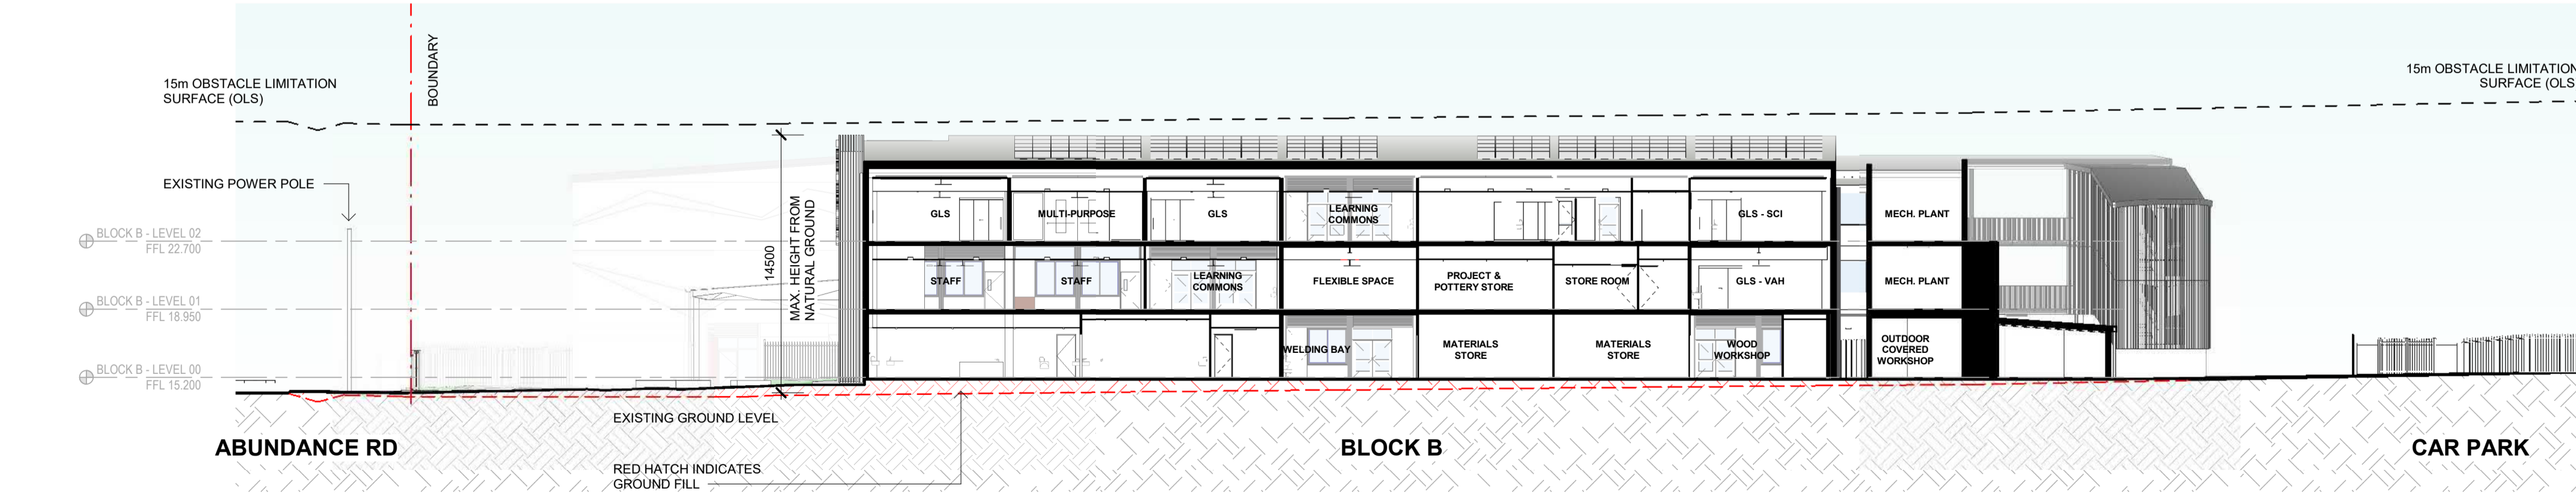 15m OBSTACLE LIMITATION
SURFACE (OLS)
BOUNDARY
15m OBSTACLE LIMITATION
SURFACE (OLS
EXISTING POWER POLE
14500
MAX. HEIGHT FROM
NATURAL GROUND
BLOCK B - LEVEL 02
FFL 22.700
BLOCK B - LEVEL 01
FFL 18.950
BLOCK B - LEVEL 00
FFL 15.200
GLS
MULTI-PURPOSE
GLS
LEARNING
COMMONS
GLS - SCI
MECH. PLANT
STAFF
STAFF
LEARNING
COMMONS
FLEXIBLE SPACE
PROJECT &
POTTERY STORE
STORE ROOM
GLS - VAH
MECH. PLANT
WELDING BAY
MATERIALS
STORE
MATERIALS
STORE
WOOD
WORKSHOP
OUTDOOR
COVERED
WORKSHOP
EXISTING GROUND LEVEL
RED HATCH INDICATES
GROUND FILL
ABUNDANCE RD
BLOCK B
CAR PARK